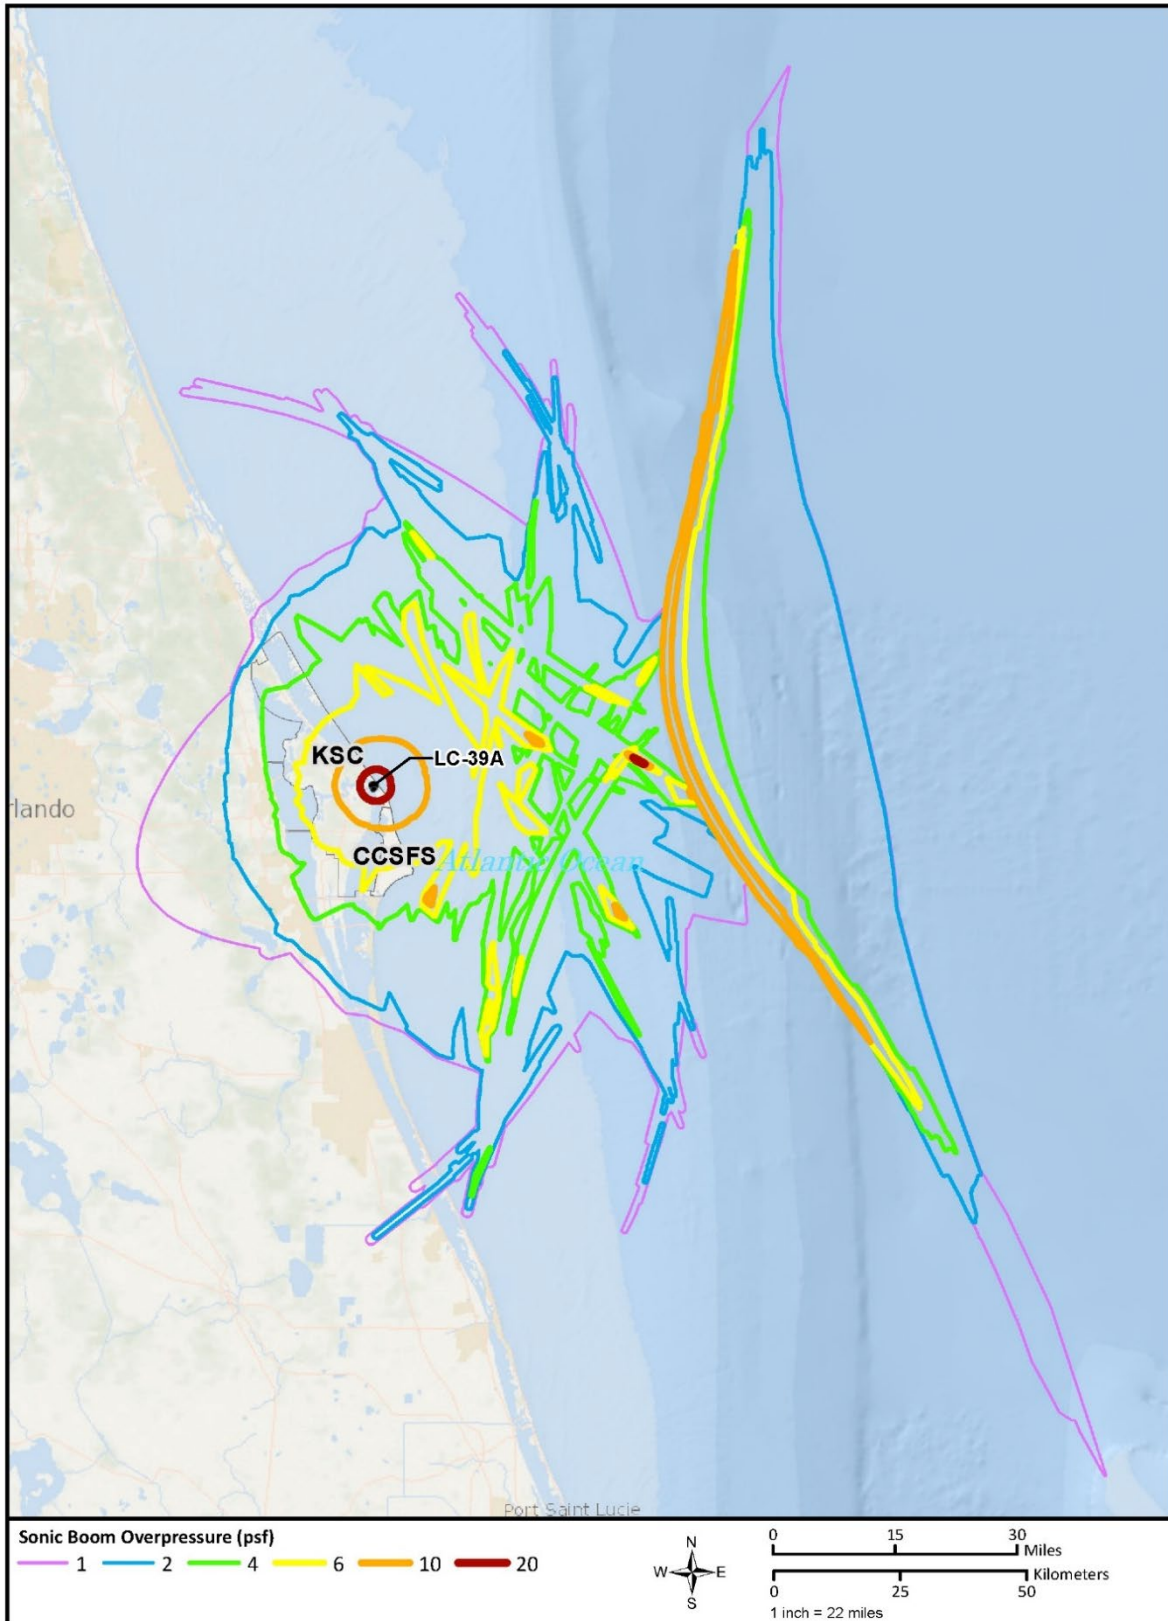 KSC
LC-39A
lando
CCSFS
Atlantic Ocean
Port Saint Lucie
Sonic Boom Overpressure (psf)
1 2 4 6 10 20
N
W E
S
0 15 30
Miles
Kilometers
0 25 50
1 inch = 22 miles